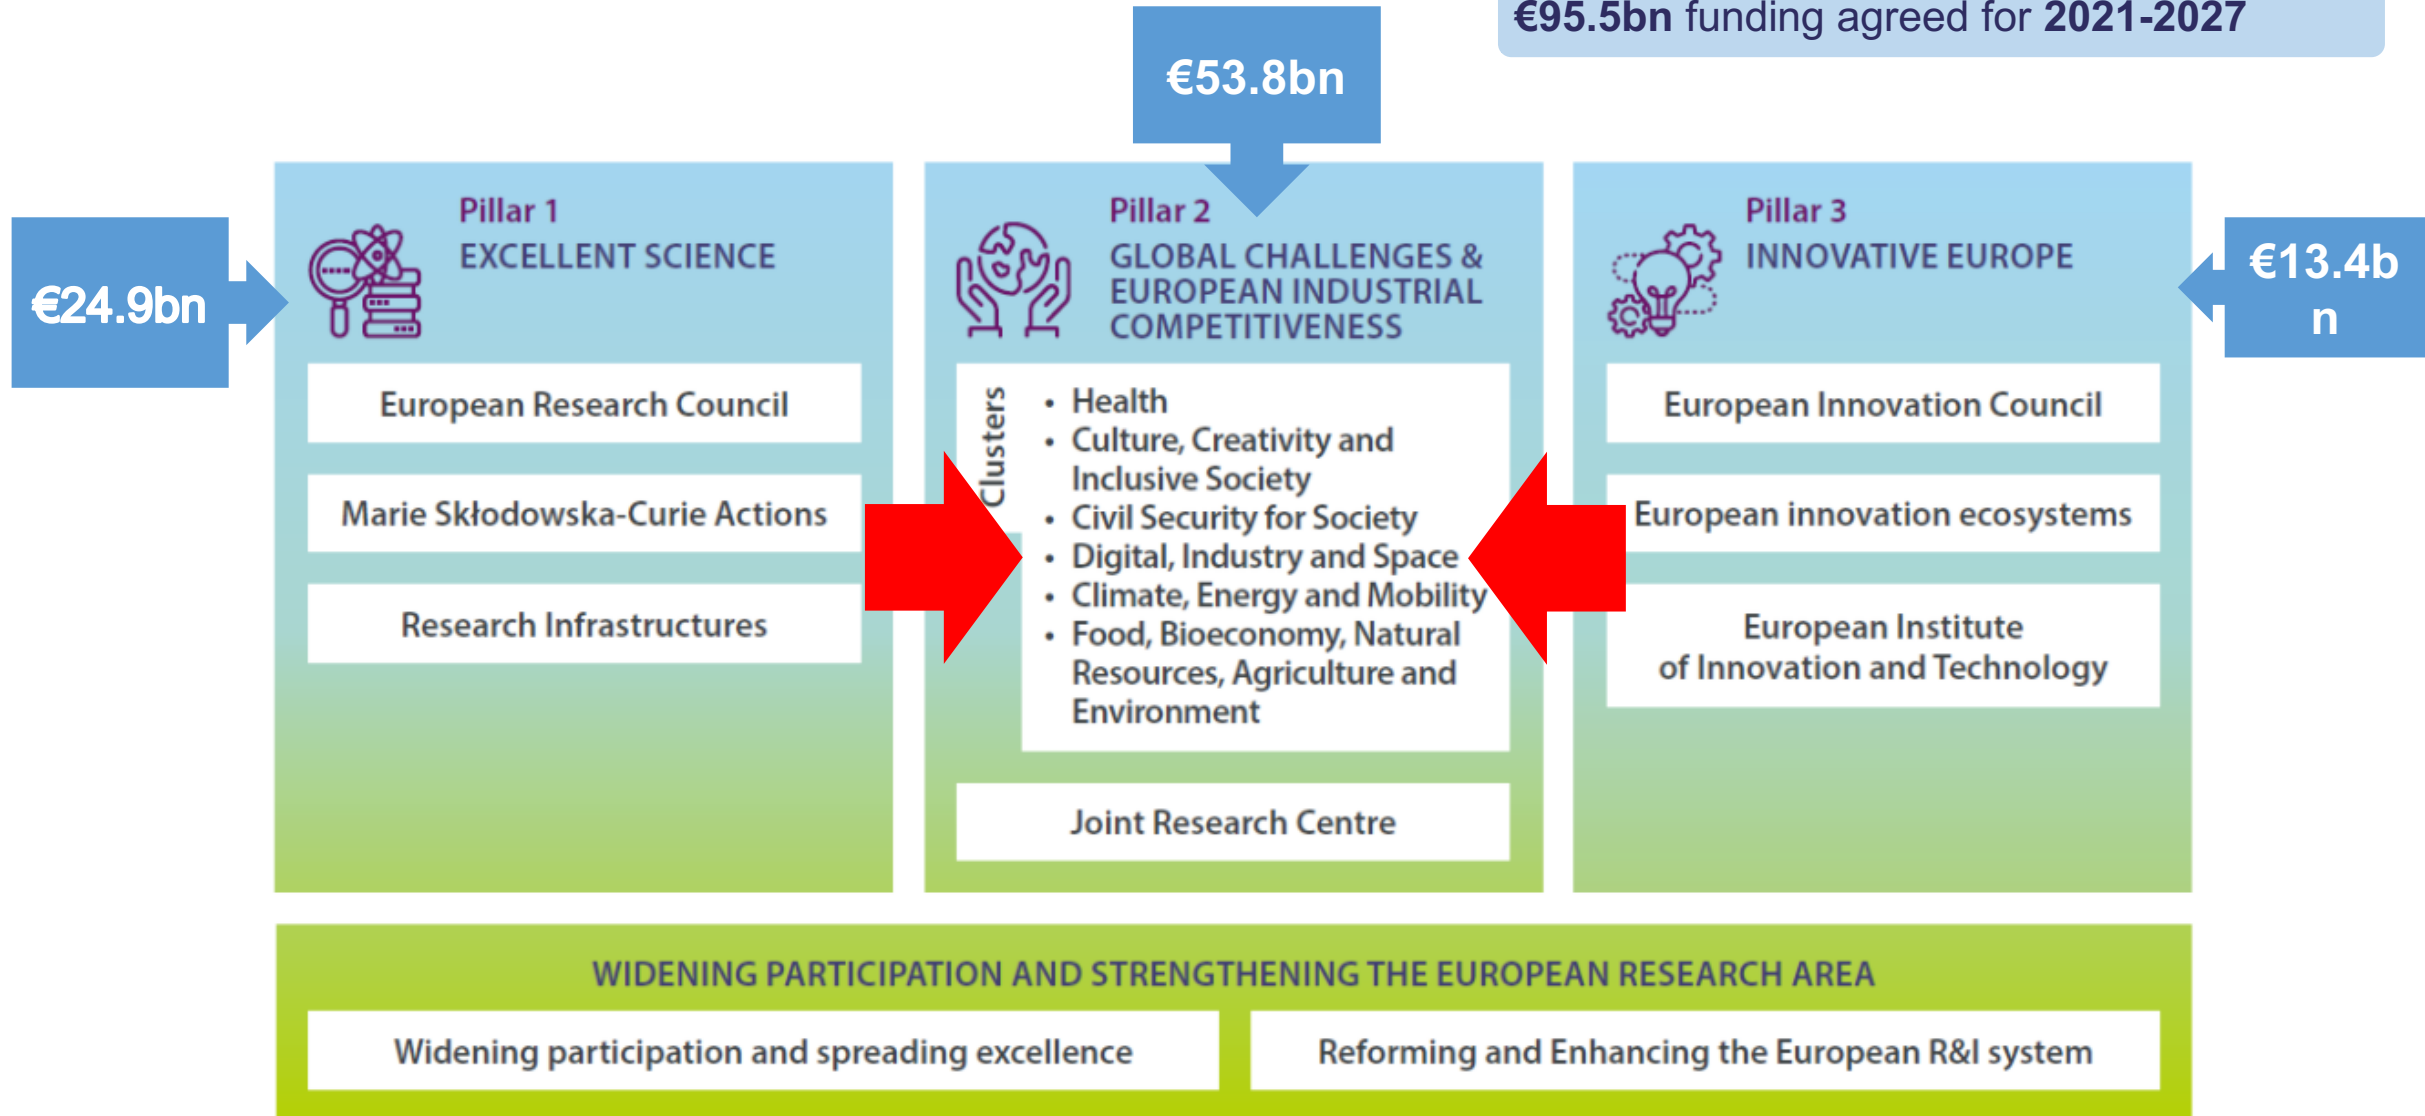 €95.5bn funding agreed for 2021-2027
€53.8bn
€24.9bn
Pillar 1
EXCELLENT SCIENCE
European Research Council
Marie Skłodowska-Curie Actions
Research Infrastructures
Pillar 2
GLOBAL CHALLENGES &
EUROPEAN INDUSTRIAL
COMPETITIVENESS
Clusters
• Health
• Culture, Creativity and
Inclusive Society
• Civil Security for Society
• Digital, Industry and Space
• Climate, Energy and Mobility
• Food, Bioeconomy, Natural
Resources, Agriculture and
Environment
Joint Research Centre
Pillar 3
INNOVATIVE EUROPE
€13.4b
n
European Innovation Council
European innovation ecosystems
European Institute
of Innovation and Technology
WIDENING PARTICIPATION AND STRENGTHENING THE EUROPEAN RESEARCH AREA
Widening participation and spreading excellence
Reforming and Enhancing the European R&I system